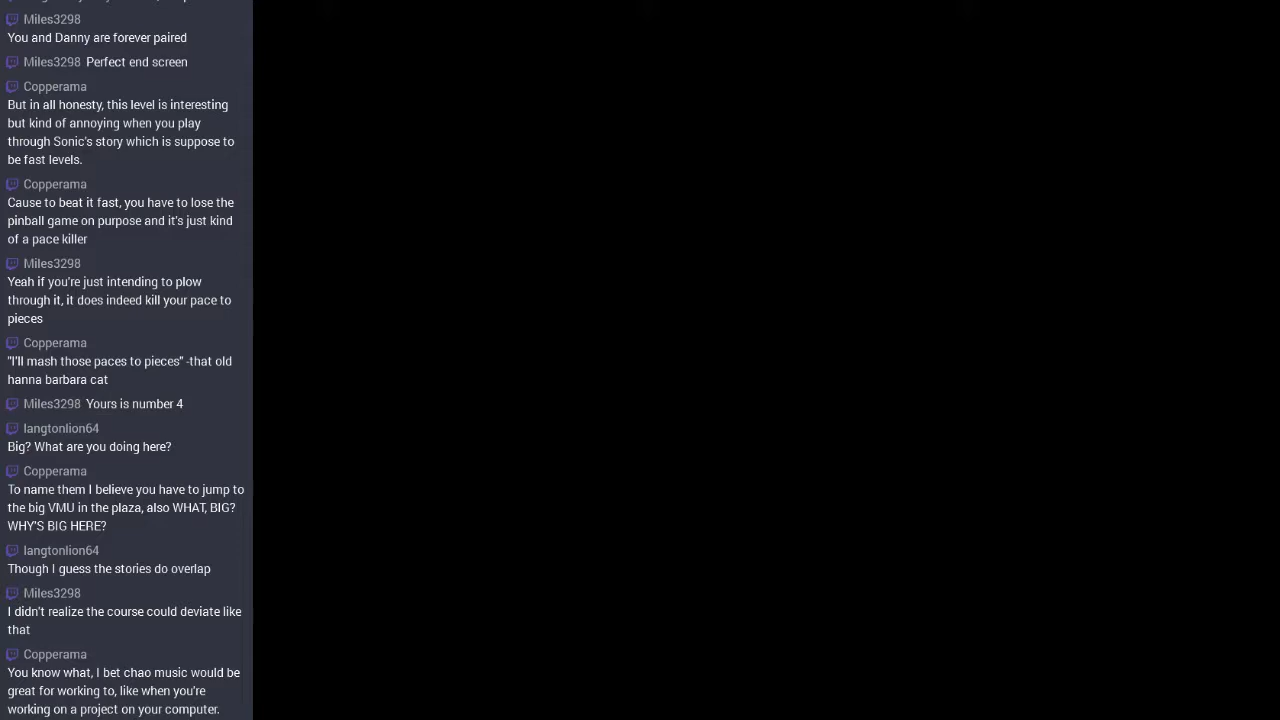 Miles3298
You and Danny are forever paired
Miles3298 Perfect end screen
Copperama
But in all honesty, this level is interesting
but kind of annoying when you play
through Sonic's story which is suppose to
be fast levels.
Copperama
Cause to beat it fast, you have to lose the
pinball game on purpose and it's just kind
of a pace killer
Miles3298
Yeah if you're just intending to plow
through it, it does indeed kill your pace to
pieces
Copperama
"I'll mash those paces to pieces" -that old
hanna barbara cat
Miles3298 Yours is number 4
langtonlion64
Big? What are you doing here?
Copperama
To name them I believe you have to jump to
the big VMU in the plaza, also WHAT, BIG?
WHY'S BIG HERE?
langtonlion64
Though I guess the stories do overlap
Miles3298
I didn't realize the course could deviate like
that
Copperama
You know what, I bet chao music would be
great for working to, like when you're
working on a project on your computer.